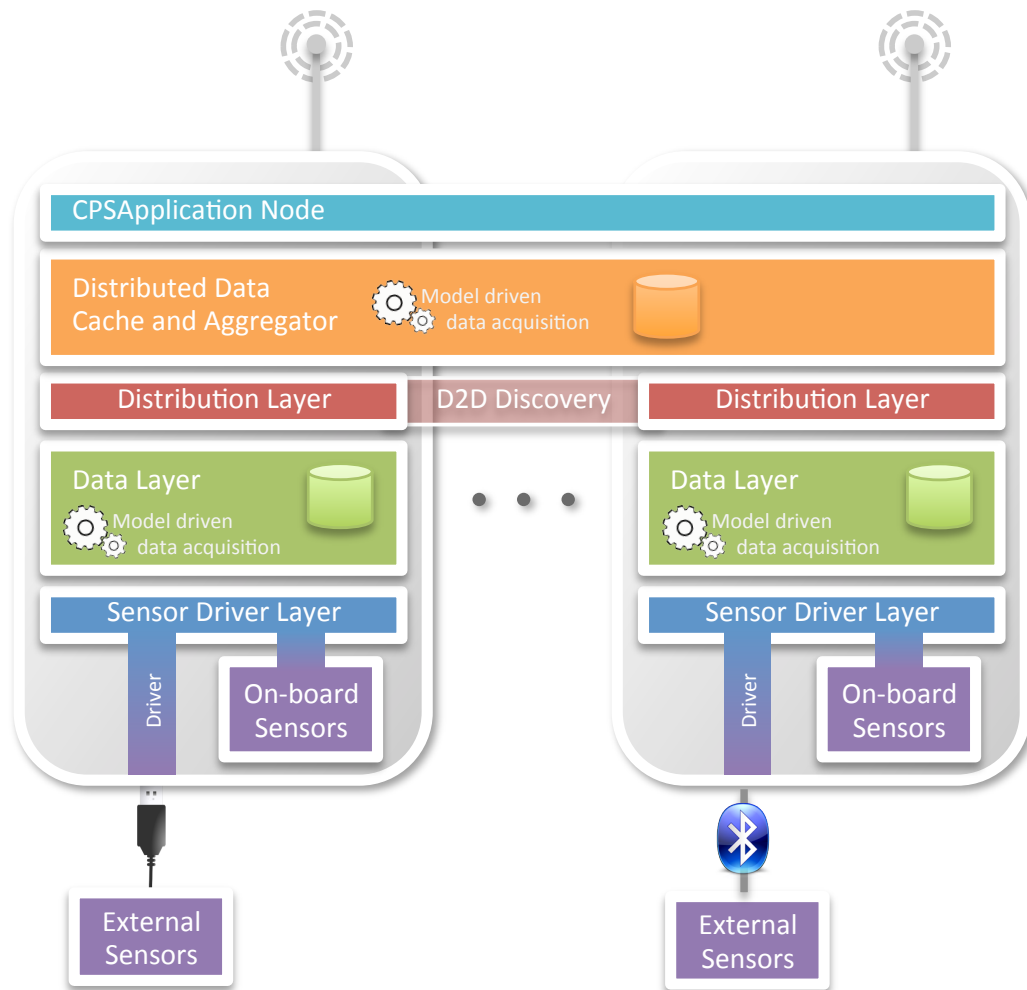 CPSApplication Node
Distributed Data
Cache and Aggregator
Model driven
data acquisition
Distribution Layer
D2D Discovery
Distribution Layer
Data Layer
Model driven
data acquisition
Data Layer
Model driven
data acquisition
Sensor Driver Layer
Sensor Driver Layer
Driver
On-board
Sensors
Driver
On-board
Sensors
External
Sensors
External
Sensors